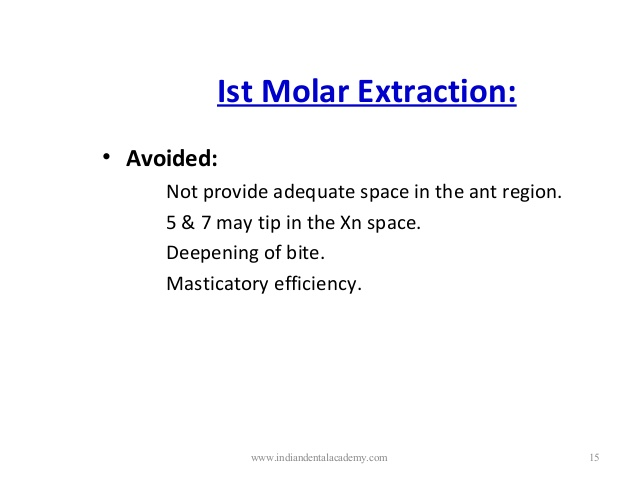 Ist Molar Extraction:
• Avoided:
Not provide adequate space in the ant region.
5 & 7 may tip in the Xn space.
Deepening of bite.
Masticatory efficiency.
www.indiandentalacademy.com 15